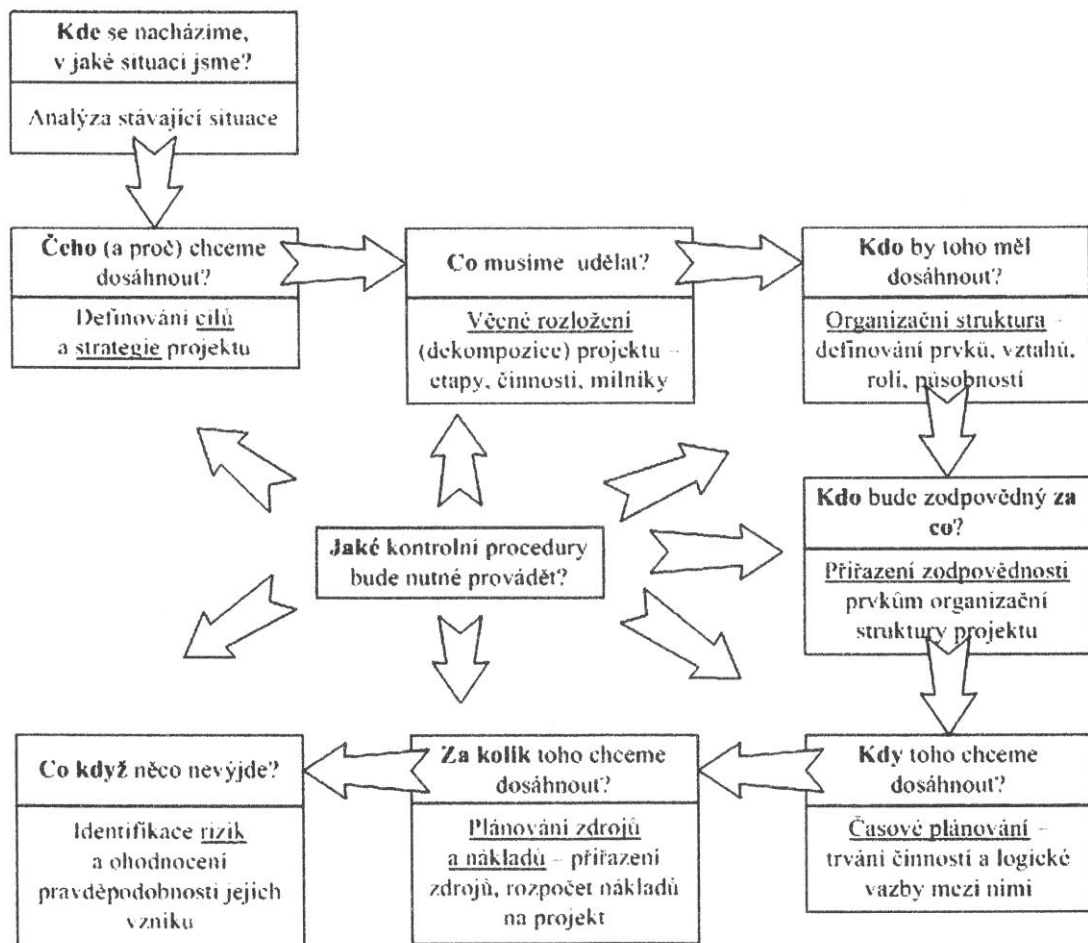 Kde se nacházíme,
v jaké situaci jsme?
Analýza stávající situace
Čeho (a proč) chceme
dosáhnout?
Definování cílů
a strategie projektu
Co musíme udělat?
Věcné rozložení
(dekompozice) projektu –
etapy, činnosti, milníky
Kdo by toho měl
dosáhnout?
Organizační struktura –
definování prvků, vztahů,
rolí, působností
Kdo bude zodpovědný za
co?
Přiřazení zodpovědnosti
prvkům organizační
struktury projektu
Jaké kontrolní procedury
bude nutné provádět?
Co když něco nevýjde?
Identifikace rizik
a ohodnocení
pravděpodobnosti jejich
vzniku
Za kolik toho chceme
dosáhnout?
Plánování zdrojů
a nákladů – přiřazení
zdrojů, rozpočet nákladů
na projekt
Kdy toho chceme
dosáhnout?
Časové plánování –
trvání činností a logické
vazby mezi nimi